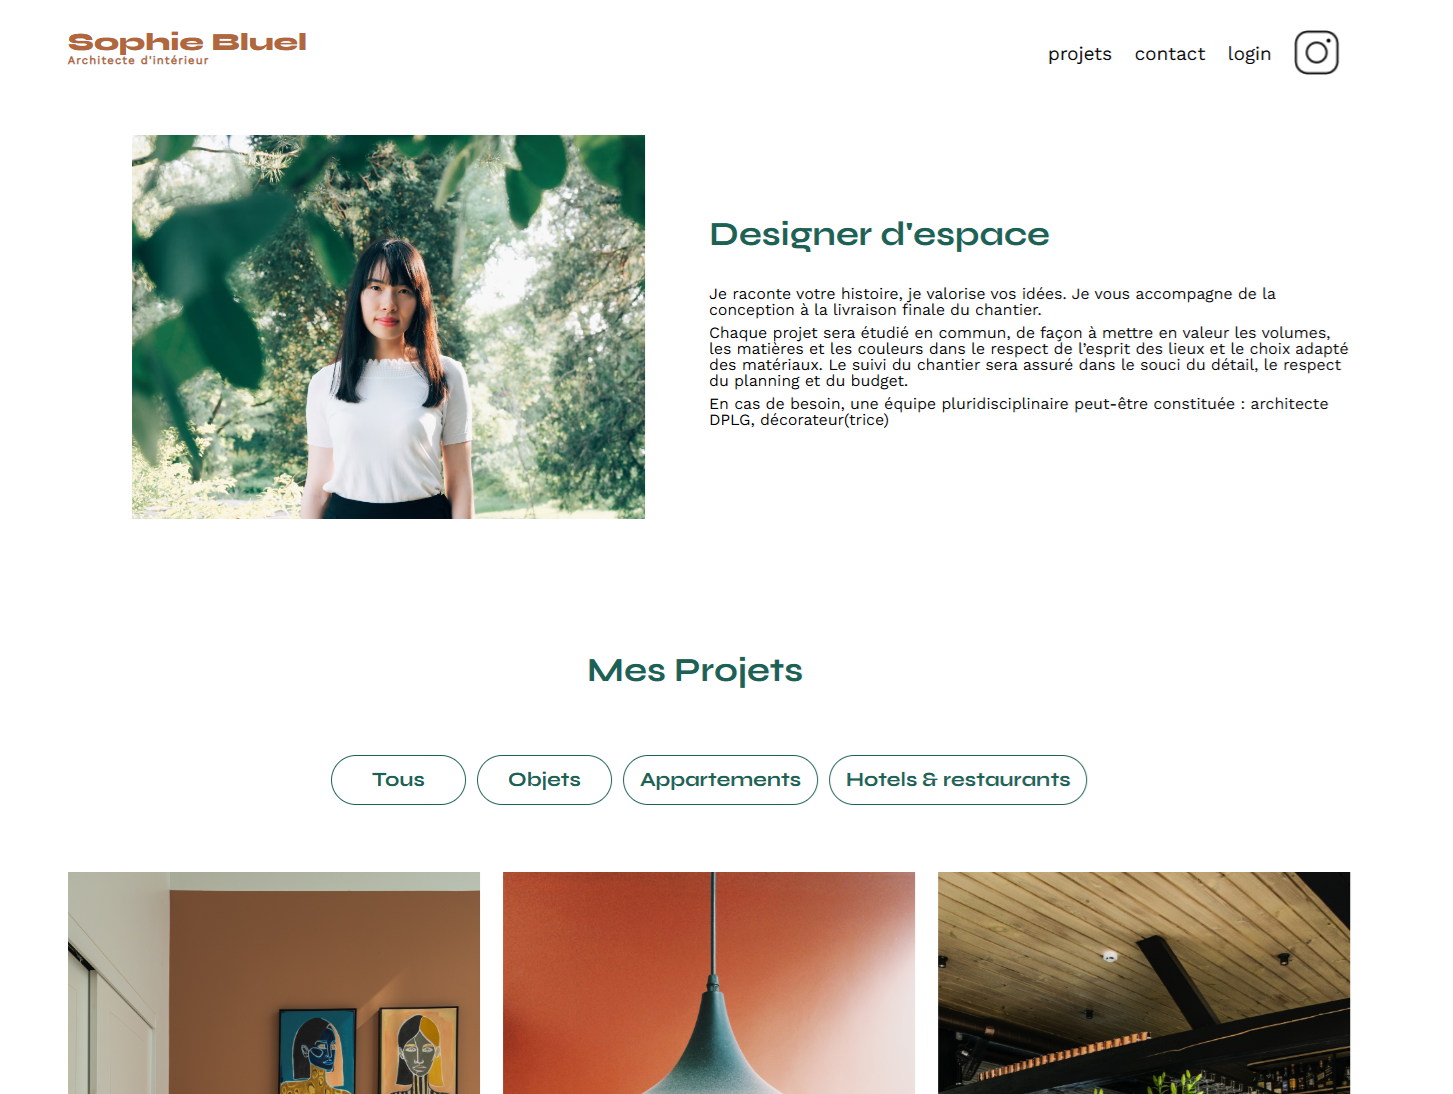 Sophie Bluel
Architecte d'intérieur
projets contact login
Designer d'espace
Je raconte votre histoire, je valorise vos idées. Je vous accompagne de la
conception à la livraison finale du chantier.
Chaque projet sera étudié en commun, de façon à mettre en valeur les volumes,
les matières et les couleurs dans le respect de l’esprit des lieux et le choix adapté
des matériaux. Le suivi du chantier sera assuré dans le souci du détail, le respect
du planning et du budget.
En cas de besoin, une équipe pluridisciplinaire peut-être constituée : architecte
DPLG, décorateur(trice)
Mes Projets
Tous Objets Appartements Hotels & restaurants